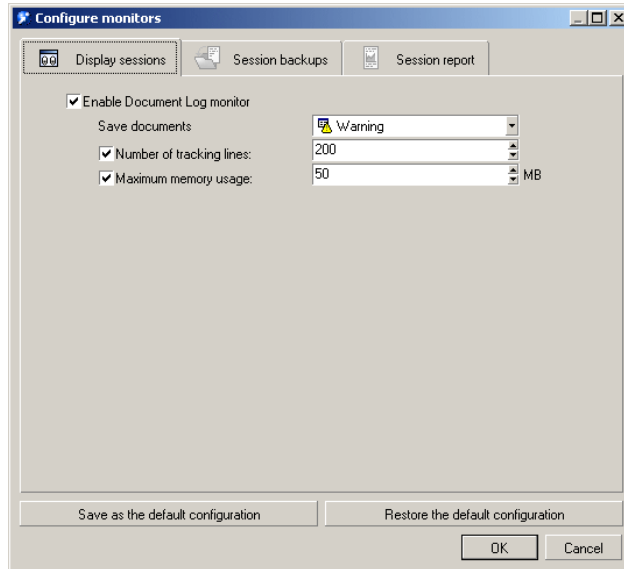 Configure monitors
Display sessions Session backups Session report
Enable Document Log monitor
Save documents Warning
Number of tracking lines: 200
Maximum memory usage: 50 MB
Save as the default configuration Restore the default configuration
OK Cancel